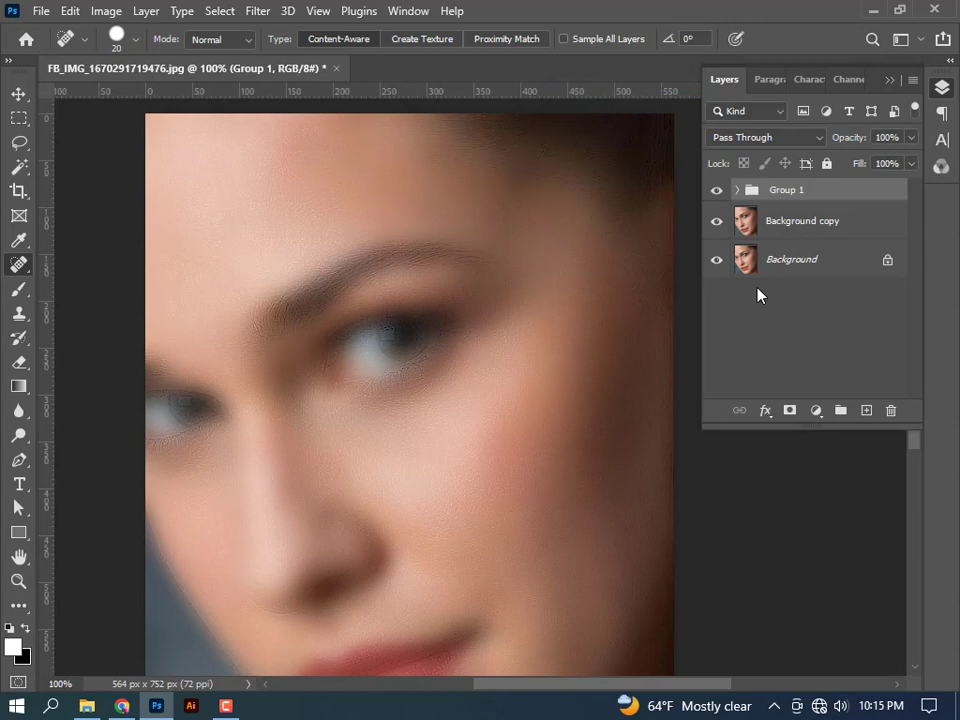 Ps File Edit Image Layer Type Select Filter 3D View Plugins Window Help
20 Mode: Normal Type: Content-Aware Create Texture Proximity Match Sample All Layers 0°
FB_IMG_1670291719476.jpg @ 100% (Group 1, RGB/8#) *
Layers Paragr Charac Channe
100 50 0 50 100 150 200 250 300 350 400 450 500 550
Kind
Pass Through Opacity: 100%
Lock: Fill: 100%
Group 1
Background copy
Background
fx
100% 564 px x 752 px (72 ppi)
Ps Ai 64°F Mostly clear 10:15 PM